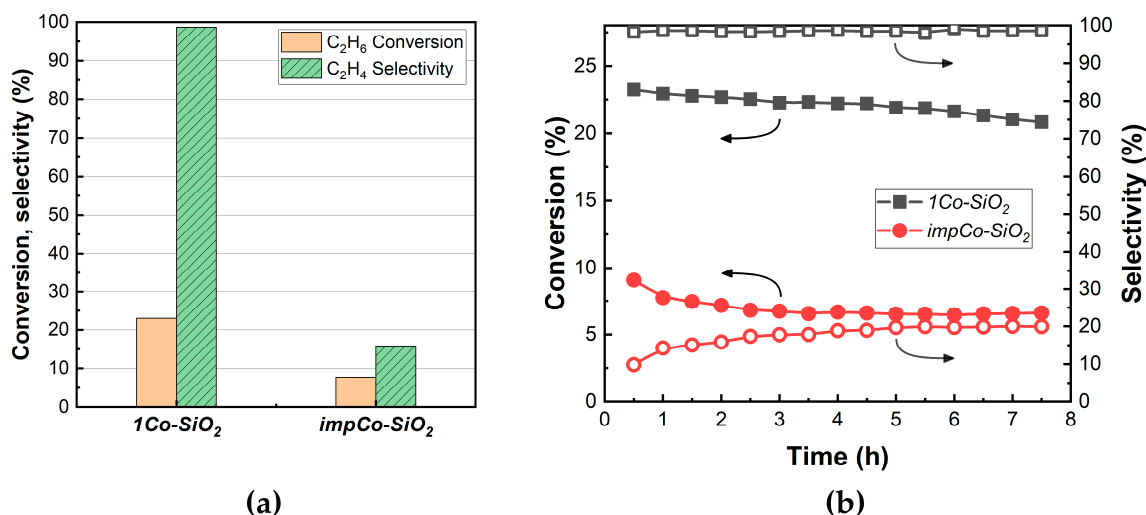 100
90
80
70
60
50
40
30
20
10
0
Conversion, selectivity (%)
C₂H₆ Conversion
C₂H₄ Selectivity
1Co-SiO₂
impCo-SiO₂
(a)
25
20
15
10
5
0
Conversion (%)
1Co-SiO₂
impCo-SiO₂
100
90
80
70
60
50
40
30
20
10
0
Selectivity (%)
0 1 2 3 4 5 6 7 8
Time (h)
(b)